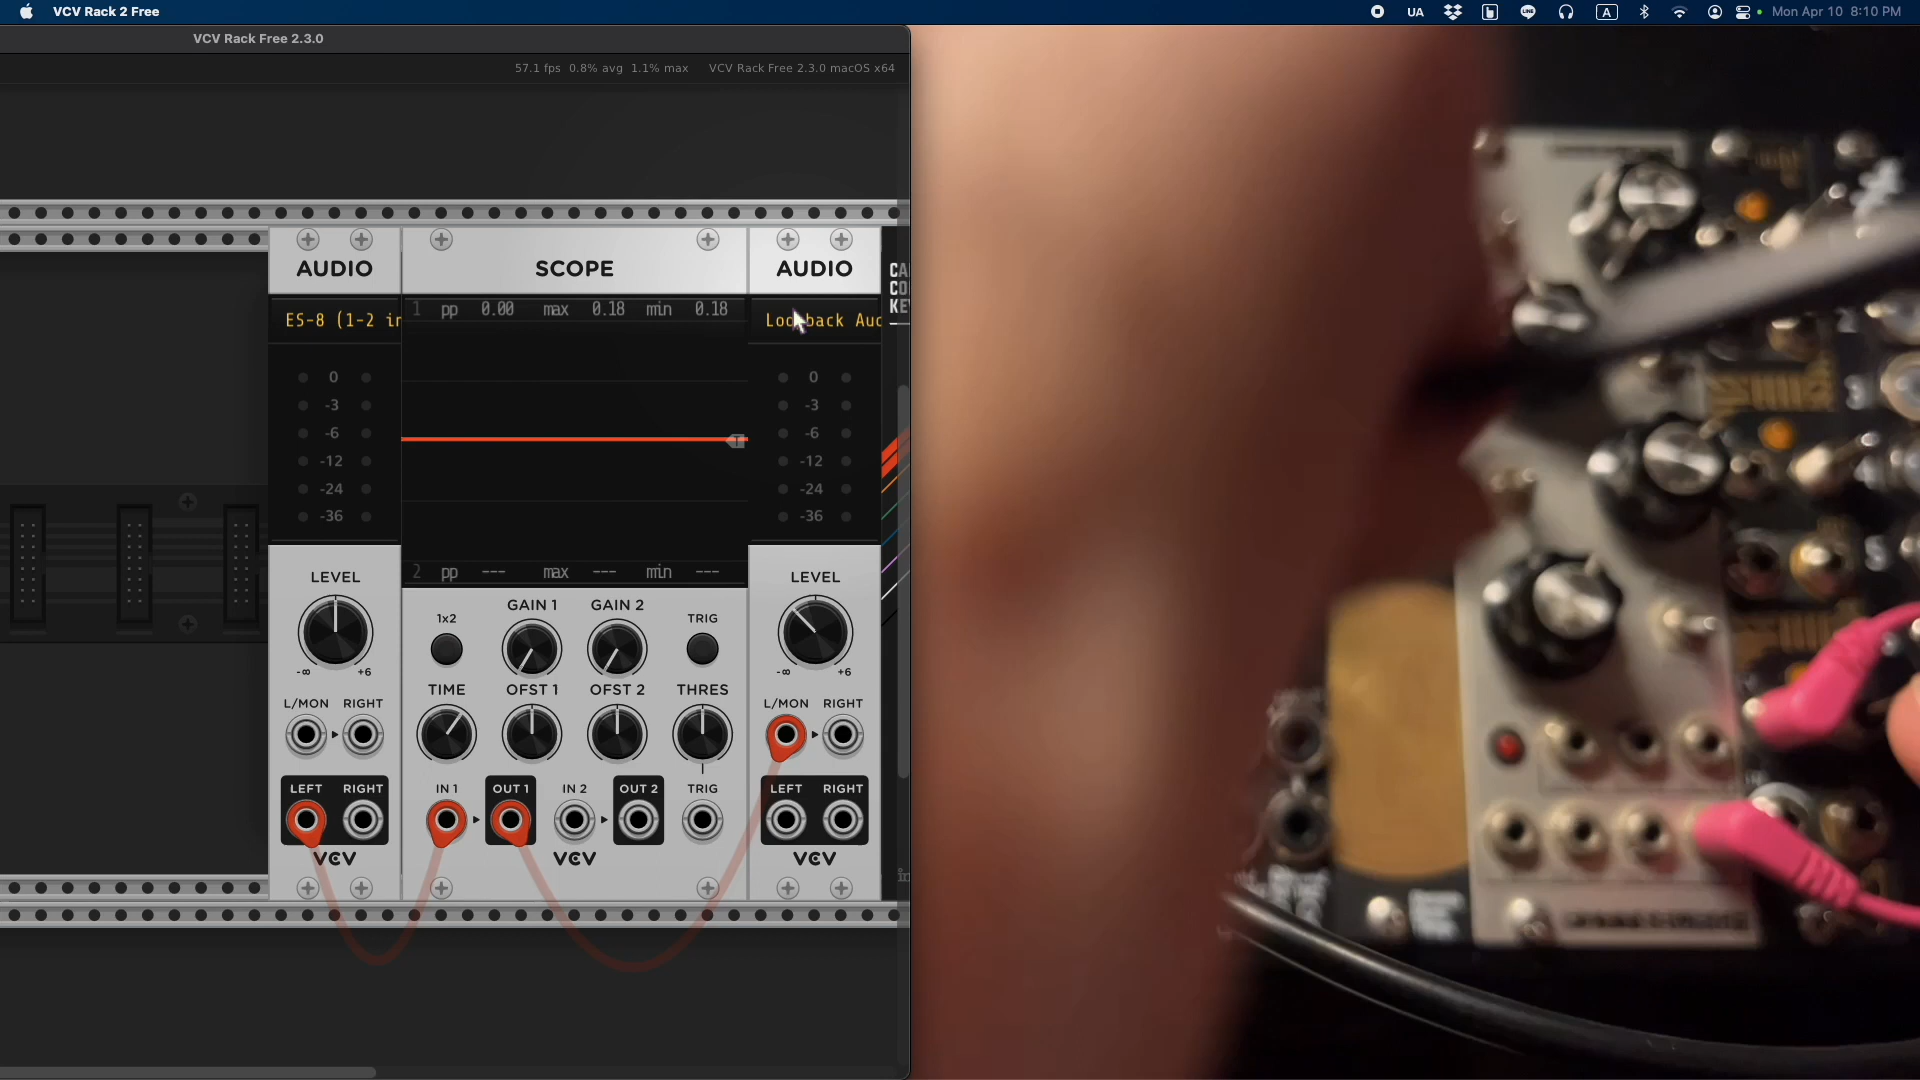 VCV Rack 2 Free
UA
A
Mon Apr 10 8:10 PM
VCV Rack Free 2.3.0
57.1 fps 0.8% avg 1.1% max VCV Rack Free 2.3.0 macOS x64
AUDIO
ES-8 (1-2 in
0
-3
-6
-12
-24
-36
LEVEL
-∞ +6
L/MON RIGHT
LEFT RIGHT
VCV
SCOPE
1 pp 0.00 max 0.18 min 0.18
T
2 pp --- max --- min ---
1x2 GAIN 1 GAIN 2 TRIG
TIME OFST 1 OFST 2 THRES
IN 1 OUT 1 IN 2 OUT 2 TRIG
VCV
AUDIO
Loopback Aud
0
-3
-6
-12
-24
-36
LEVEL
-∞ +6
L/MON RIGHT
LEFT RIGHT
VCV
CA
CO
KEY